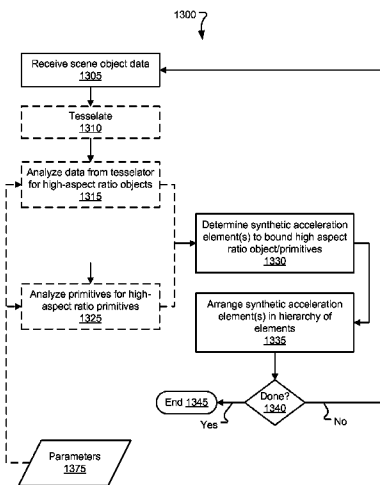 1300
Receive scene object data
1305
Tesselate
1310
Analyze data from tesselator
for high-aspect ratio objects
1315
Determine synthetic acceleration
element(s) to bound high aspect
ratio object/primitives
1330
Analyze primitives for high-
aspect ratio primitives
1325
Arrange synthetic acceleration
element(s) in hierarchy of
elements
1335
End 1345
Done?
1340
Yes
No
Parameters
1375